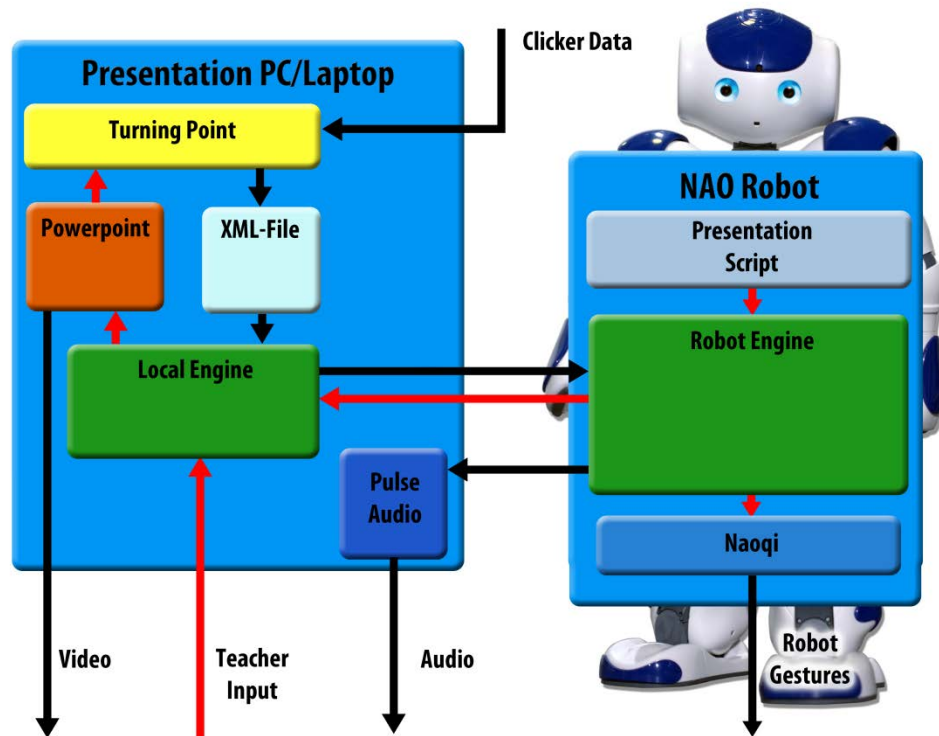 Clicker Data
Presentation PC/Laptop
Turning Point
Powerpoint
XML-File
Local Engine
Pulse
Audio
Video
Teacher
Input
Audio
NAO Robot
Presentation
Script
Robot Engine
Naoqi
Robot
Gestures